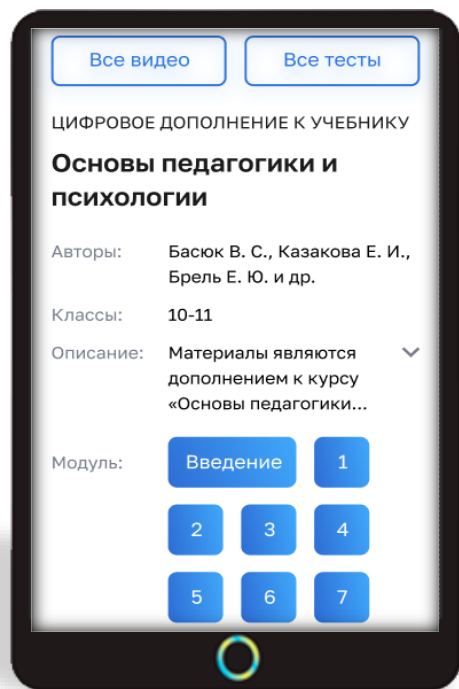 Все видео
Все тесты
ЦИФРОВОЕ ДОПОЛНЕНИЕ К УЧЕБНИКУ
Основы педагогики и
психологии
Авторы: Басюк В. С., Казакова Е. И.,
Брель Е. Ю. и др.
Классы: 10-11
Описание: Материалы являются
дополнением к курсу
«Основы педагогики...
Модуль: Введение 1
2 3 4
5 6 7